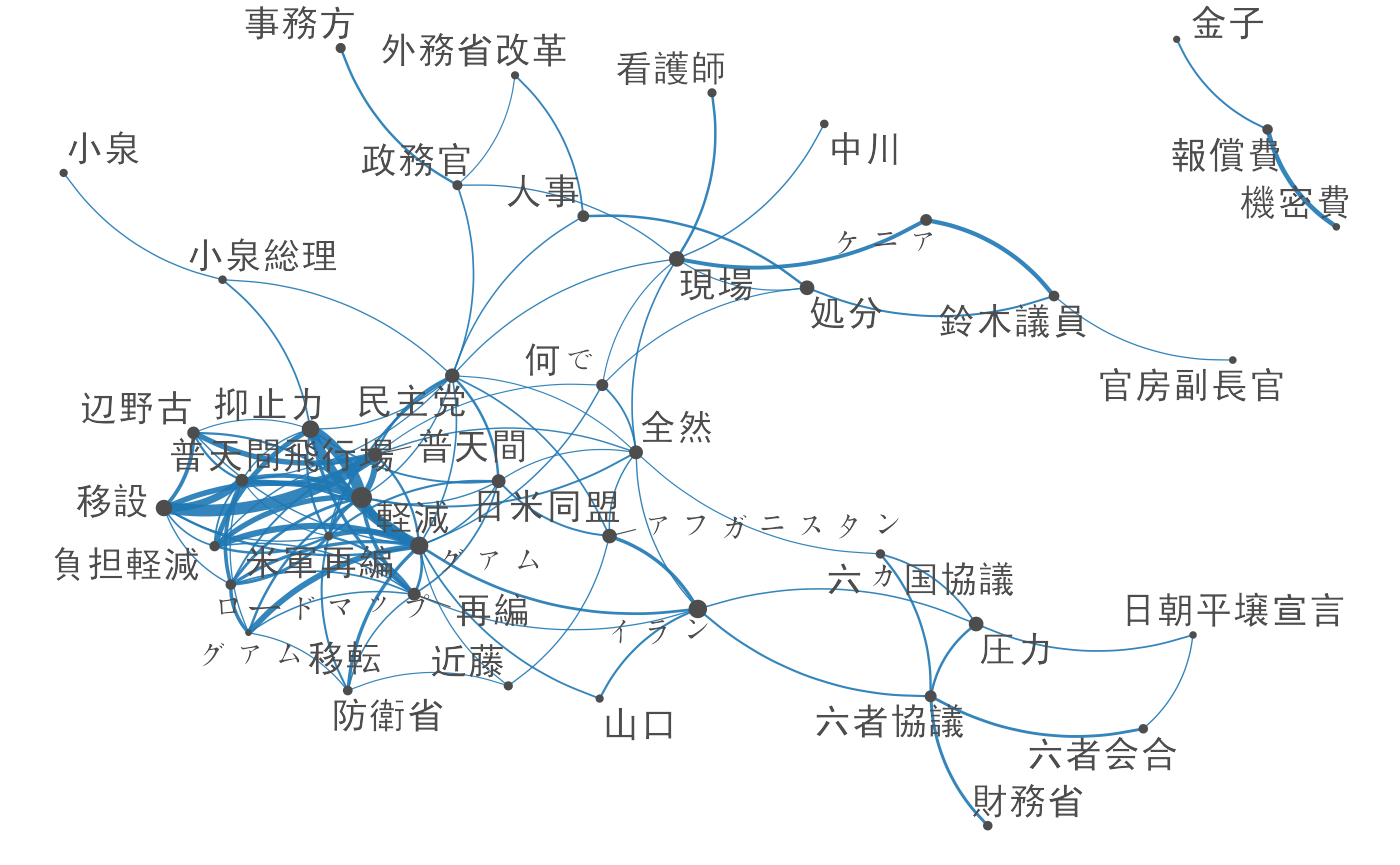 事務方
金子
外務省改革
看護師
小泉
中川
報償費
政務官
人事
機密費
小泉総理
ケニア
現場
処分
鈴木議員
何で
官房副長官
辺野古
抑止力
民主党
全然
普天間飛行場
普天間
移設
軽減
日米同盟
アフガニスタン
負担軽減
米軍再編
グアム
六カ国協議
ロードマップ
再編
イラン
日朝平壌宣言
グアム移転
近藤
圧力
防衛省
山口
六者協議
六者会合
財務省